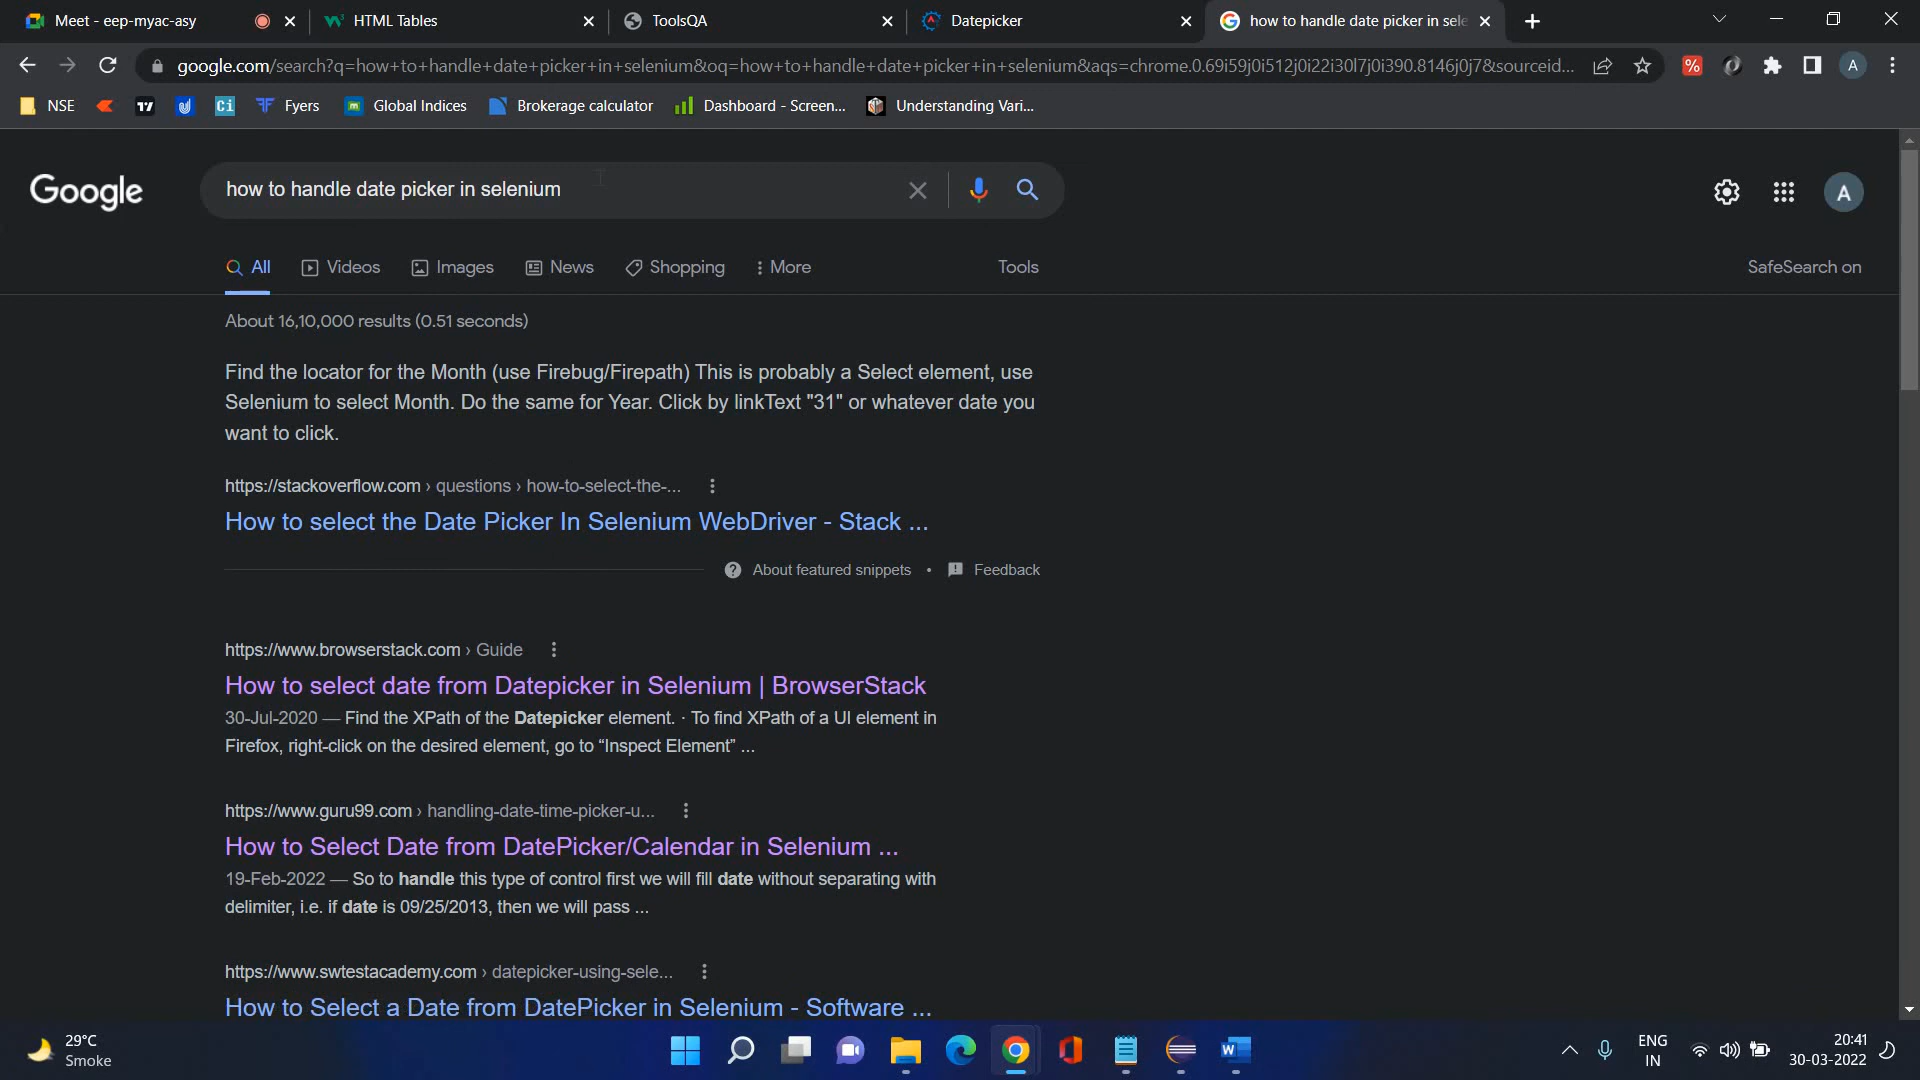 Meet - eep-myac-asy
HTML Tables
ToolsQA
Datepicker
how to handle date picker in sele
google.com/search?q=how+to+handle+date+picker+in+selenium&oq=how+to+handle+date+picker+in+selenium&aqs=chrome.0.69i59j0i512j0i22i30l7j0i390.8146j0j7&sourceid...
A
NSE
Ci
Fyers
Global Indices
Brokerage calculator
Dashboard - Screen...
Understanding Vari...
Google
how to handle date picker in selenium
A
All
Videos
Images
News
Shopping
More
Tools
SafeSearch on
About 16,10,000 results (0.51 seconds)
Find the locator for the Month (use Firebug/Firepath) This is probably a Select element, use
Selenium to select Month. Do the same for Year. Click by linkText "31" or whatever date you
want to click.
https://stackoverflow.com › questions › how-to-select-the-...
How to select the Date Picker In Selenium WebDriver - Stack ...
About featured snippets • Feedback
https://www.browserstack.com › Guide
How to select date from Datepicker in Selenium | BrowserStack
30-Jul-2020 — Find the XPath of the Datepicker element. · To find XPath of a UI element in
Firefox, right-click on the desired element, go to “Inspect Element” ...
https://www.guru99.com › handling-date-time-picker-u...
How to Select Date from DatePicker/Calendar in Selenium ...
19-Feb-2022 — So to handle this type of control first we will fill date without separating with
delimiter, i.e. if date is 09/25/2013, then we will pass ...
https://www.swtestacademy.com › datepicker-using-sele...
How to Select a Date from DatePicker in Selenium - Software ...
29°C
Smoke
ENG
IN
20:41
30-03-2022